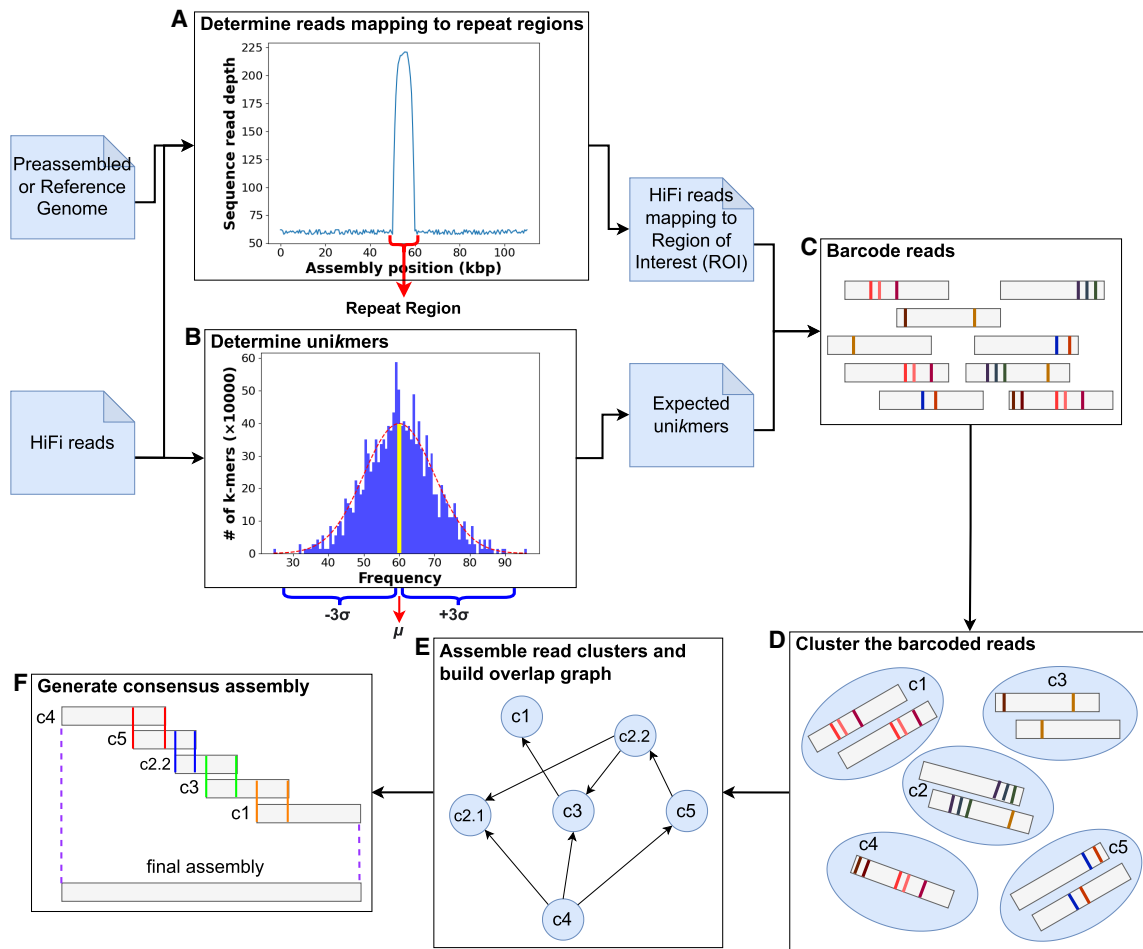 A
Determine reads mapping to repeat regions
225
200
175
150
125
100
75
50
Sequence read depth
0
20
40
60
80
100
Assembly position (kbp)
Repeat Region
Preassembled
or Reference
Genome
HiFi reads
B
Determine unikmers
60
50
40
30
20
10
0
# of k-mers (×10000)
30
40
50
60
70
80
90
Frequency
-3σ
+3σ
μ
HiFi reads
mapping to
Region of
Interest (ROI)
Expected
unikmers
C
Barcode reads
D
Cluster the barcoded reads
c1
c3
c2
c4
c5
E
Assemble read clusters and
build overlap graph
c1
c2.2
c2.1
c3
c5
c4
F
Generate consensus assembly
c4
c5
c2.2
c3
c1
final assembly